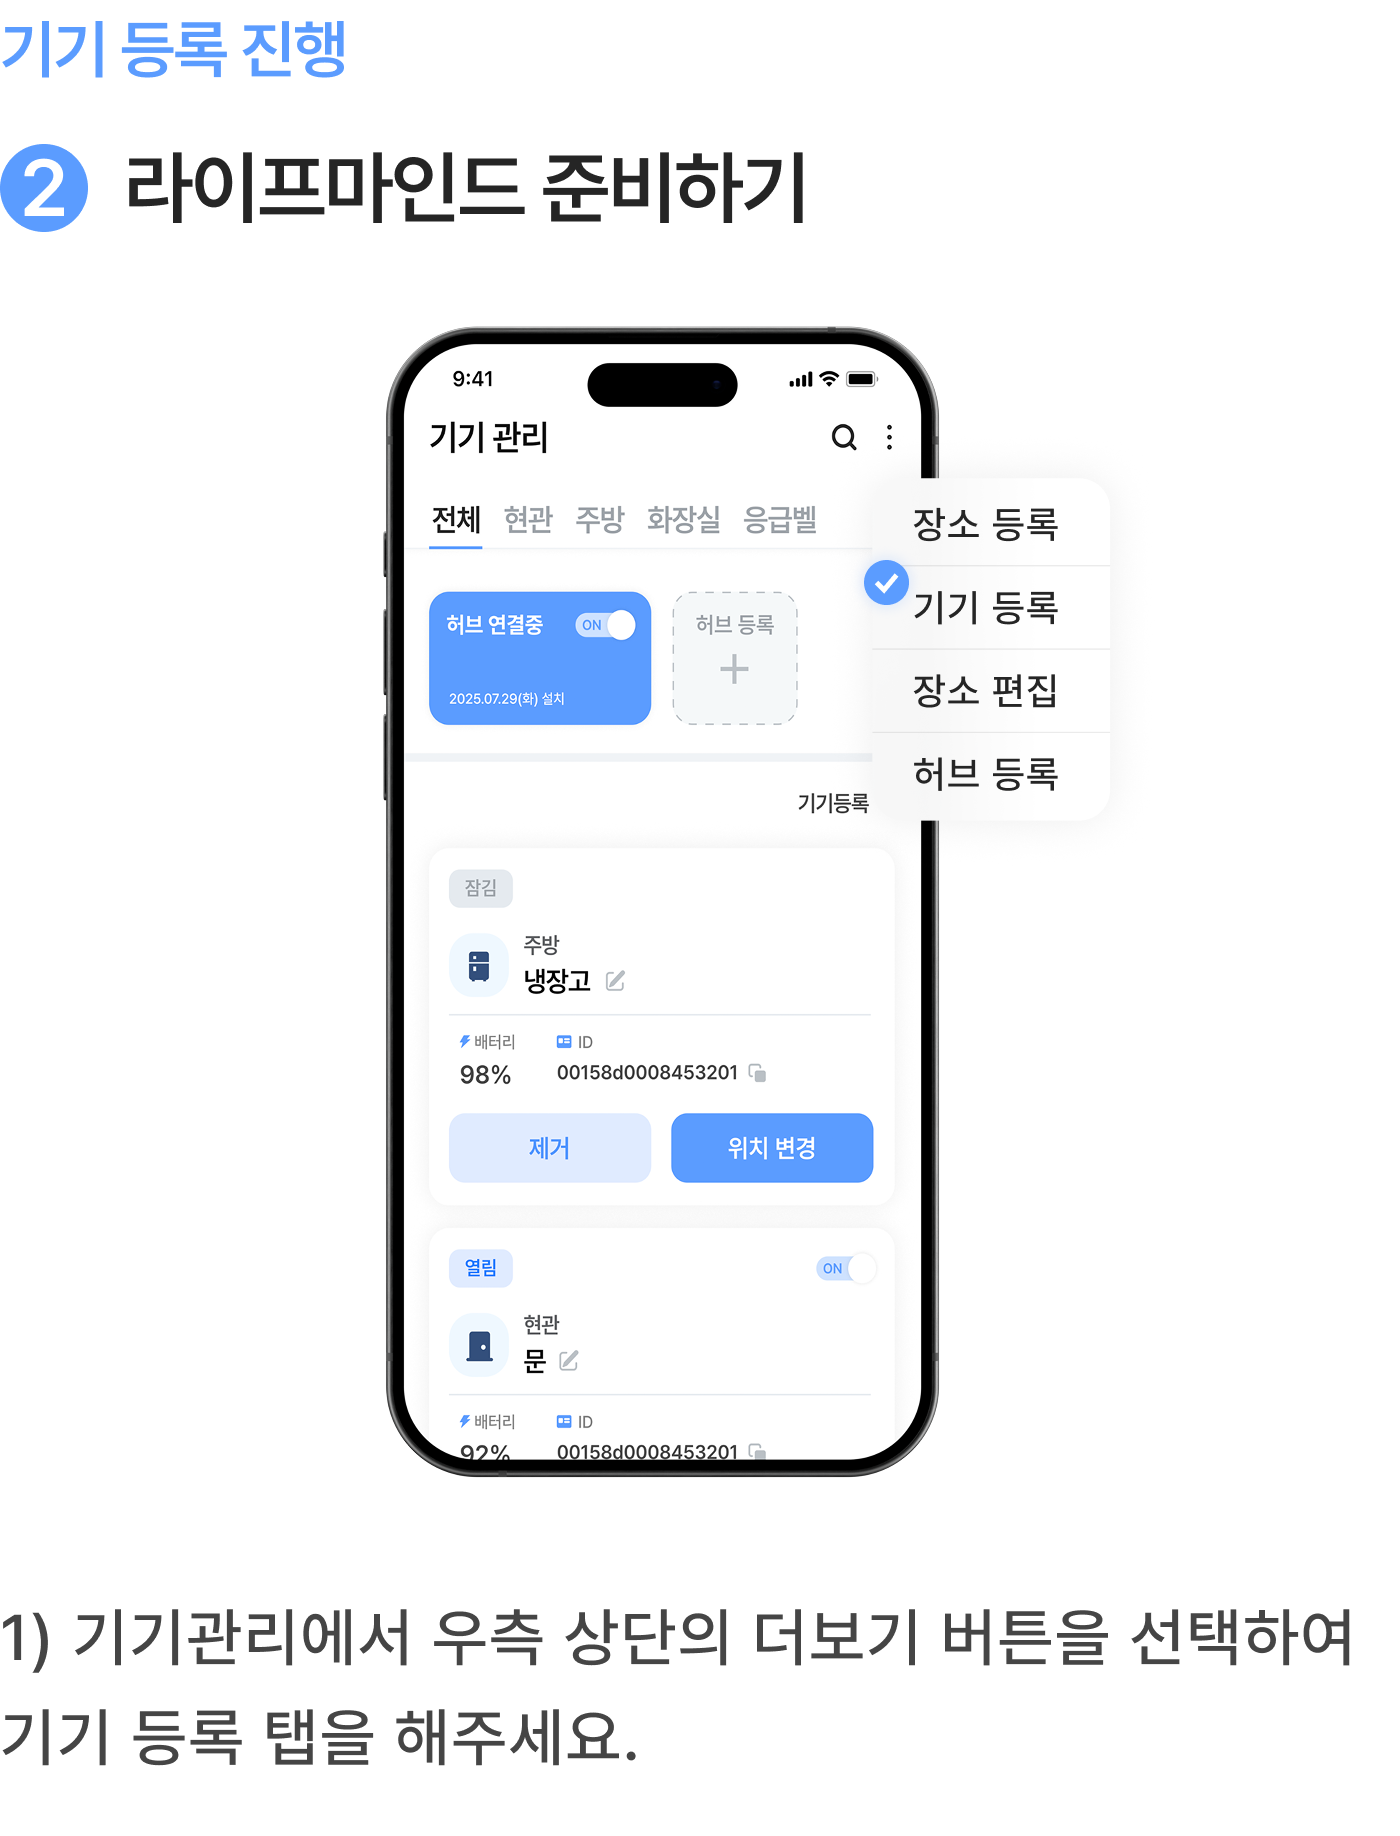 기기 등록 진행
2 라이프마인드 준비하기
9:41
기기 관리
전체 현관 주방 화장실 응급벨
장소 등록
기기 등록
장소 편집
허브 등록
허브 연결중 ON
2025.07.29(화) 설치
허브 등록
기기등록
잠김
주방
냉장고
배터리 ID
98% 00158d0008453201
제거 위치 변경
열림 ON
현관
문
배터리 ID
92% 00158d0008453201
1) 기기관리에서 우측 상단의 더보기 버튼을 선택하여
기기 등록 탭을 해주세요.